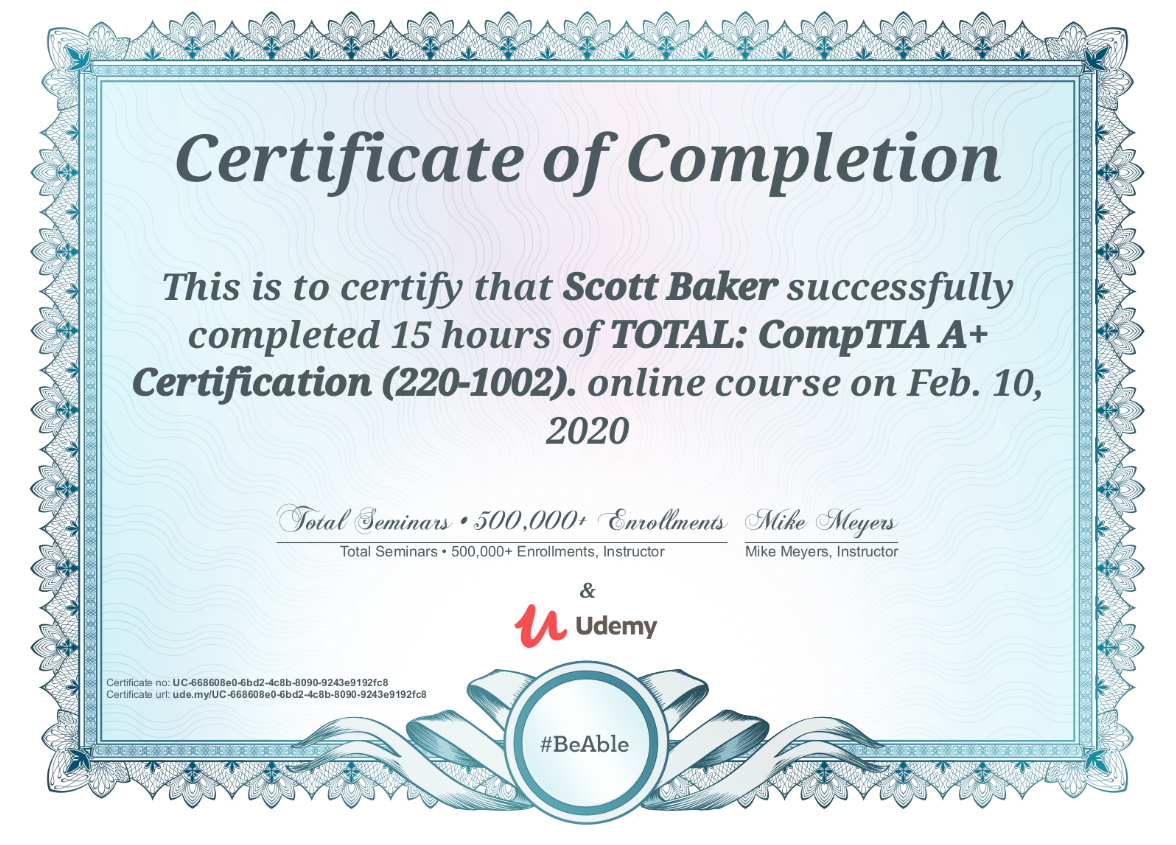 Certificate of Completion
This is to certify that Scott Baker successfully
completed 15 hours of TOTAL: CompTIA A+
Certification (220-1002). online course on Feb. 10,
2020
Total Seminars • 500,000+ Enrollments Mike Meyers
Total Seminars • 500,000+ Enrollments, Instructor Mike Meyers, Instructor
&
Udemy
Certificate no: UC-668608e0-6bd2-4c8b-8090-9243e9192fc8
Certificate url: ude.my/UC-668608e0-6bd2-4c8b-8090-9243e9192fc8
#BeAble